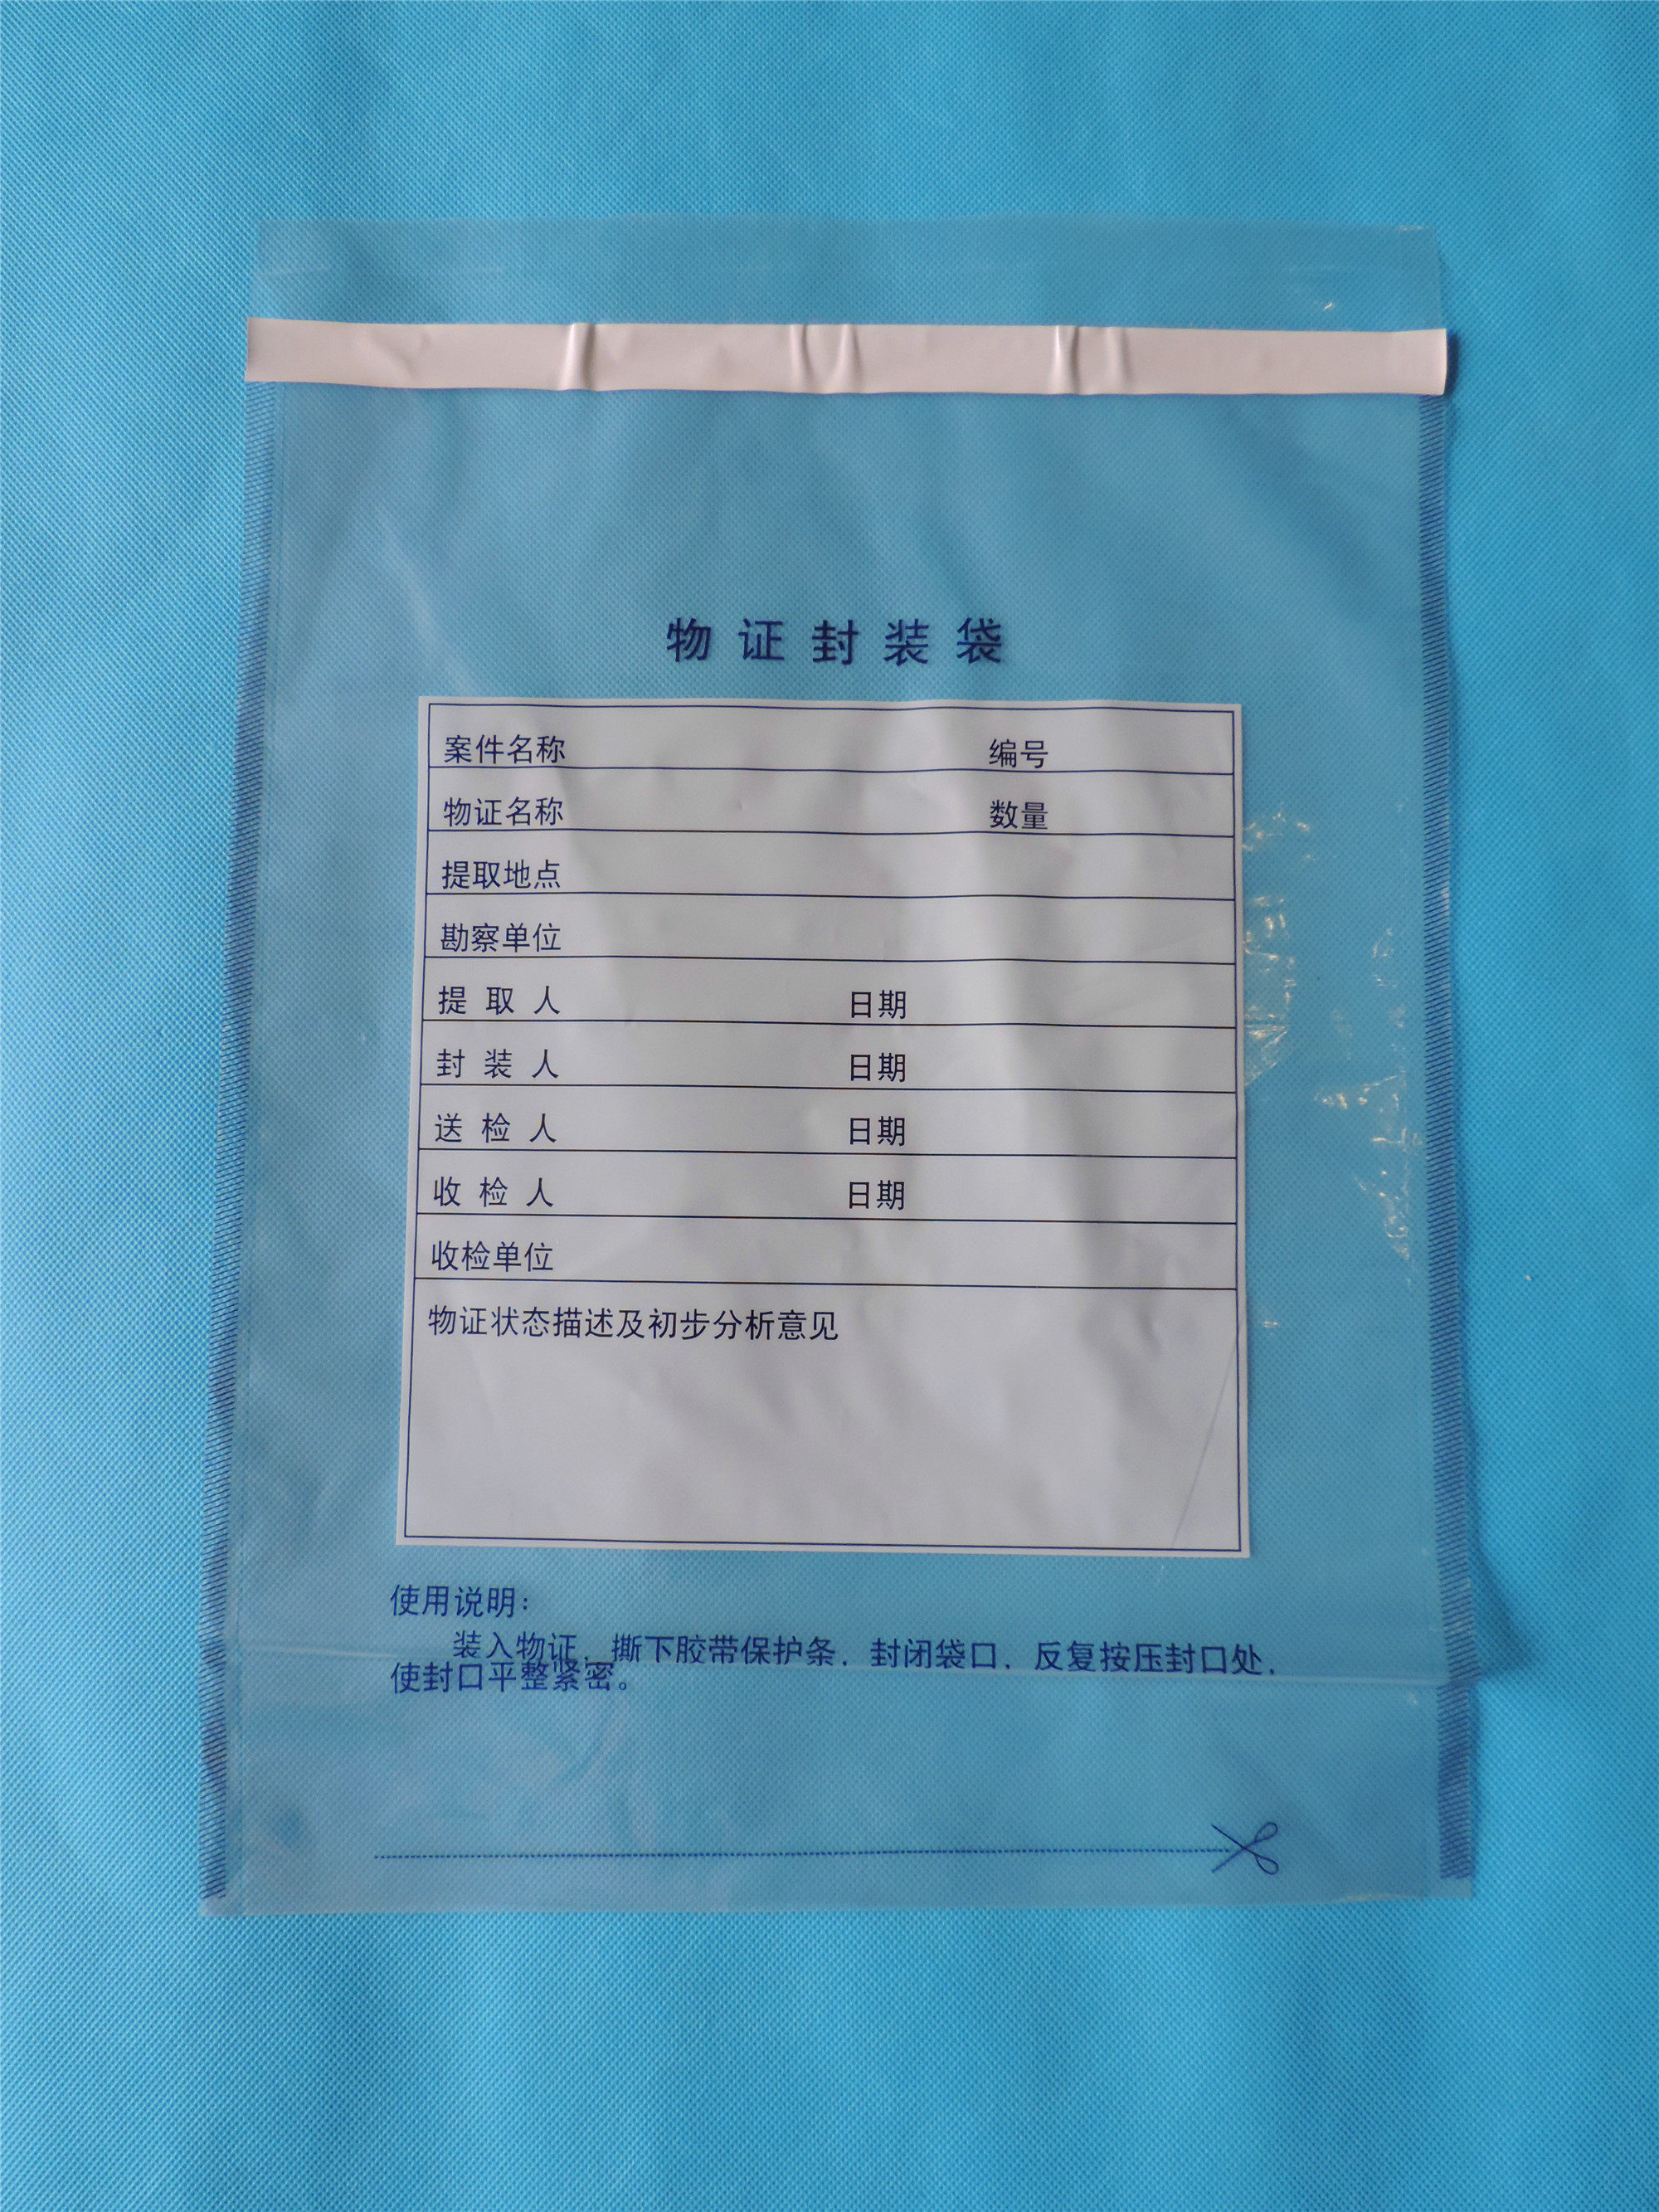 物证封装袋
案件名称 编号
物证名称 数量
提取地点
勘察单位
提取人 日期
封装人 日期
送检人 日期
收检人 日期
收检单位
物证状态描述及初步分析意见
使用说明：
装入物证，撕下胶带保护条，封闭袋口，反复按压封口处，
使封口平整紧密。